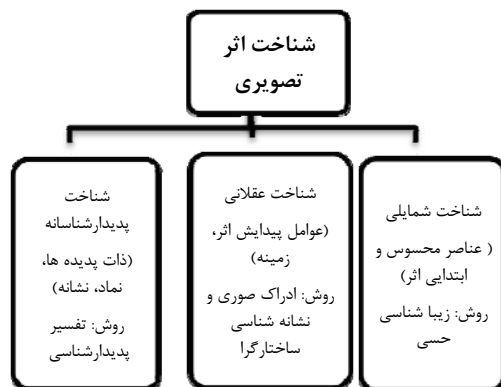 شناخت اثر
تصویری
شناخت شمایلی
( عناصر محسوس و
ابتدایی اثر)
روش: زیبا شناسی
حسی
شناخت عقلانی
(عوامل پیدایش اثر،
زمینه)
روش: ادراک صوری و
نشانه شناسی
ساختارگرا
شناخت
پدیدارشناسانه
(ذات پدیده ها،
نماد، نشانه)
روش: تفسیر
پدیدارشناسی